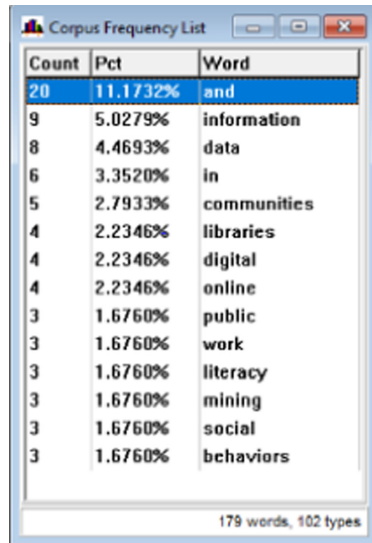 Corpus Frequency List
Count Pct Word
20 11.1732% and
9 5.0279% information
8 4.4693% data
6 3.3520% in
5 2.7933% communities
4 2.2346% libraries
4 2.2346% digital
4 2.2346% online
3 1.6760% public
3 1.6760% work
3 1.6760% literacy
3 1.6760% mining
3 1.6760% social
3 1.6760% behaviors
179 words, 102 types